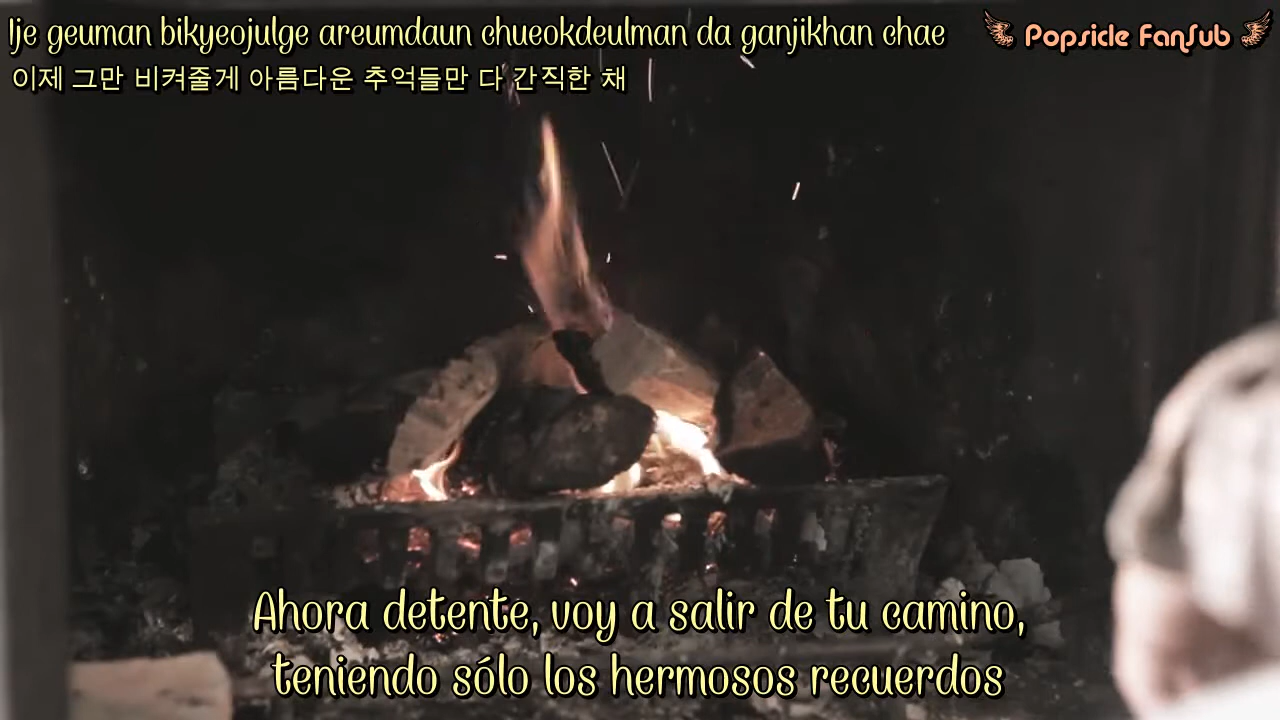 Ije geuman bikyeojulge areumdaun chueokdeulman da ganjikhan chae
Popsicle Fansub
이제 그만 비켜줄게 아름다운 추억들만 다 간직한 채
Ahora detente, voy a salir de tu camino,
teniendo sólo los hermosos recuerdos